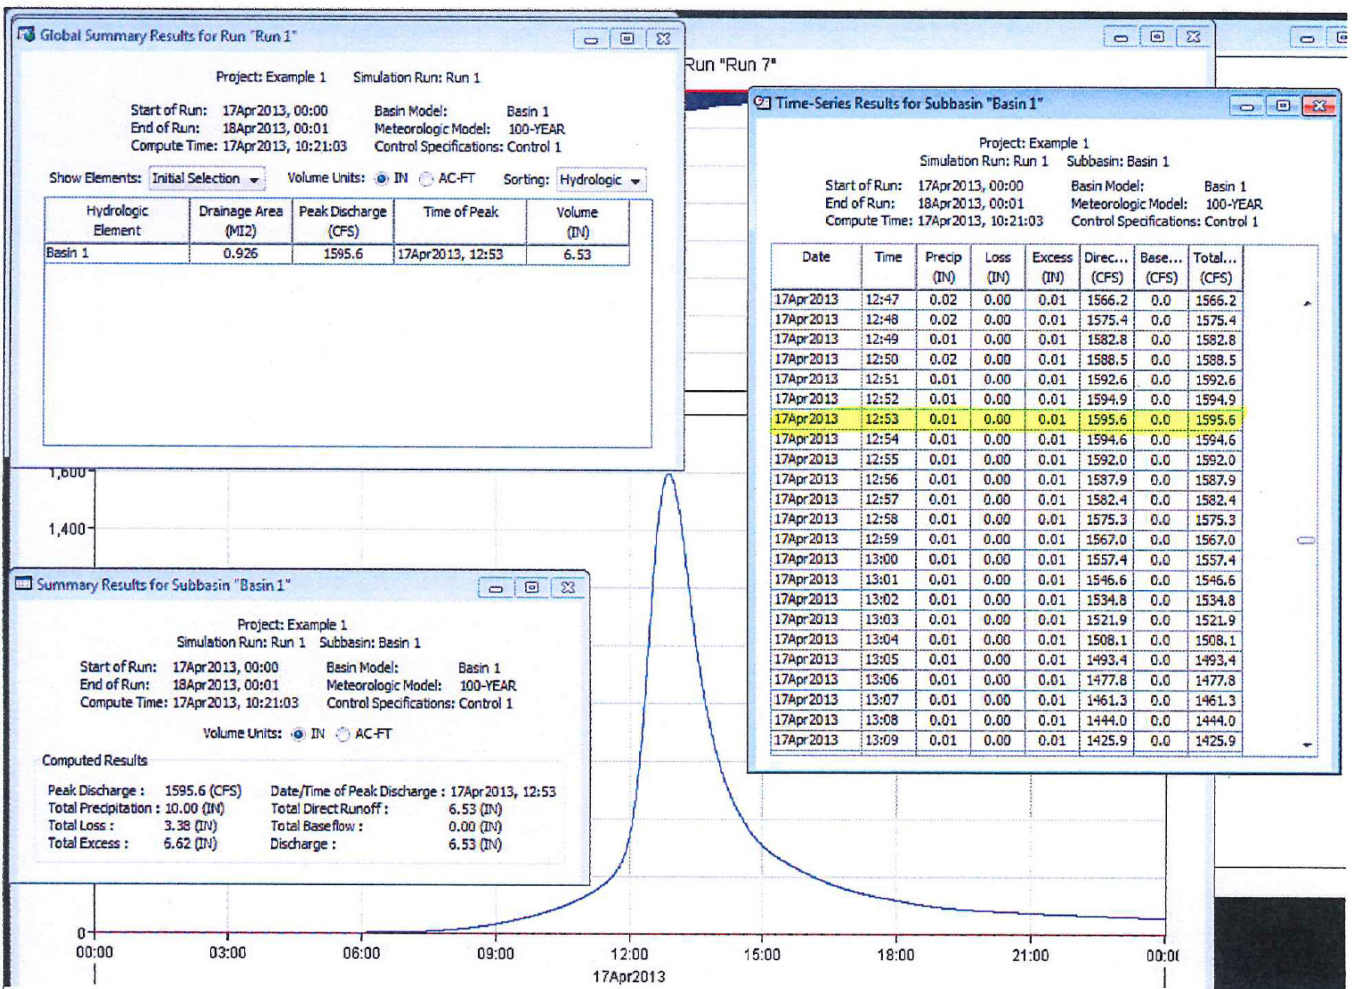 Global Summary Results for Run "Run 1"
Project: Example 1 Simulation Run: Run 1
Start of Run: 17Apr2013, 00:00 Basin Model: Basin 1
End of Run: 18Apr2013, 00:01 Meteorologic Model: 100-YEAR
Compute Time: 17Apr2013, 10:21:03 Control Specifications: Control 1
Show Elements: Initial Selection Volume Units: IN AC-FT Sorting: Hydrologic
Hydrologic Element Drainage Area (MI2) Peak Discharge (CFS) Time of Peak Volume (IN)
Basin 1 0.926 1595.6 17Apr2013, 12:53 6.53
Run "Run 7"
Time-Series Results for Subbasin "Basin 1"
Project: Example 1
Simulation Run: Run 1 Subbasin: Basin 1
Start of Run: 17Apr2013, 00:00 Basin Model: Basin 1
End of Run: 18Apr2013, 00:01 Meteorologic Model: 100-YEAR
Compute Time: 17Apr2013, 10:21:03 Control Specifications: Control 1
Date Time Precip (IN) Loss (IN) Excess (IN) Direc... (CFS) Base... (CFS) Total... (CFS)
17Apr2013 12:47 0.02 0.00 0.01 1566.2 0.0 1566.2
17Apr2013 12:48 0.02 0.00 0.01 1575.4 0.0 1575.4
17Apr2013 12:49 0.01 0.00 0.01 1582.8 0.0 1582.8
17Apr2013 12:50 0.02 0.00 0.01 1588.5 0.0 1588.5
17Apr2013 12:51 0.01 0.00 0.01 1592.6 0.0 1592.6
17Apr2013 12:52 0.01 0.00 0.01 1594.9 0.0 1594.9
17Apr2013 12:53 0.01 0.00 0.01 1595.6 0.0 1595.6
17Apr2013 12:54 0.01 0.00 0.01 1594.6 0.0 1594.6
17Apr2013 12:55 0.01 0.00 0.01 1592.0 0.0 1592.0
17Apr2013 12:56 0.01 0.00 0.01 1587.9 0.0 1587.9
17Apr2013 12:57 0.01 0.00 0.01 1582.4 0.0 1582.4
17Apr2013 12:58 0.01 0.00 0.01 1575.3 0.0 1575.3
17Apr2013 12:59 0.01 0.00 0.01 1567.0 0.0 1567.0
17Apr2013 13:00 0.01 0.00 0.01 1557.4 0.0 1557.4
17Apr2013 13:01 0.01 0.00 0.01 1546.6 0.0 1546.6
17Apr2013 13:02 0.01 0.00 0.01 1534.8 0.0 1534.8
17Apr2013 13:03 0.01 0.00 0.01 1521.9 0.0 1521.9
17Apr2013 13:04 0.01 0.00 0.01 1508.1 0.0 1508.1
17Apr2013 13:05 0.01 0.00 0.01 1493.4 0.0 1493.4
17Apr2013 13:06 0.01 0.00 0.01 1477.8 0.0 1477.8
17Apr2013 13:07 0.01 0.00 0.01 1461.3 0.0 1461.3
17Apr2013 13:08 0.01 0.00 0.01 1444.0 0.0 1444.0
17Apr2013 13:09 0.01 0.00 0.01 1425.9 0.0 1425.9
1,600
1,400
Summary Results for Subbasin "Basin 1"
Project: Example 1
Simulation Run: Run 1 Subbasin: Basin 1
Start of Run: 17Apr2013, 00:00 Basin Model: Basin 1
End of Run: 18Apr2013, 00:01 Meteorologic Model: 100-YEAR
Compute Time: 17Apr2013, 10:21:03 Control Specifications: Control 1
Volume Units: IN AC-FT
Computed Results
Peak Discharge : 1595.6 (CFS) Date/Time of Peak Discharge : 17Apr2013, 12:53
Total Precipitation : 10.00 (IN) Total Direct Runoff : 6.53 (IN)
Total Loss : 3.38 (IN) Total Baseflow : 0.00 (IN)
Total Excess : 6.62 (IN) Discharge : 6.53 (IN)
0
00:00 03:00 06:00 09:00 12:00 15:00 18:00 21:00 00:00
17Apr2013